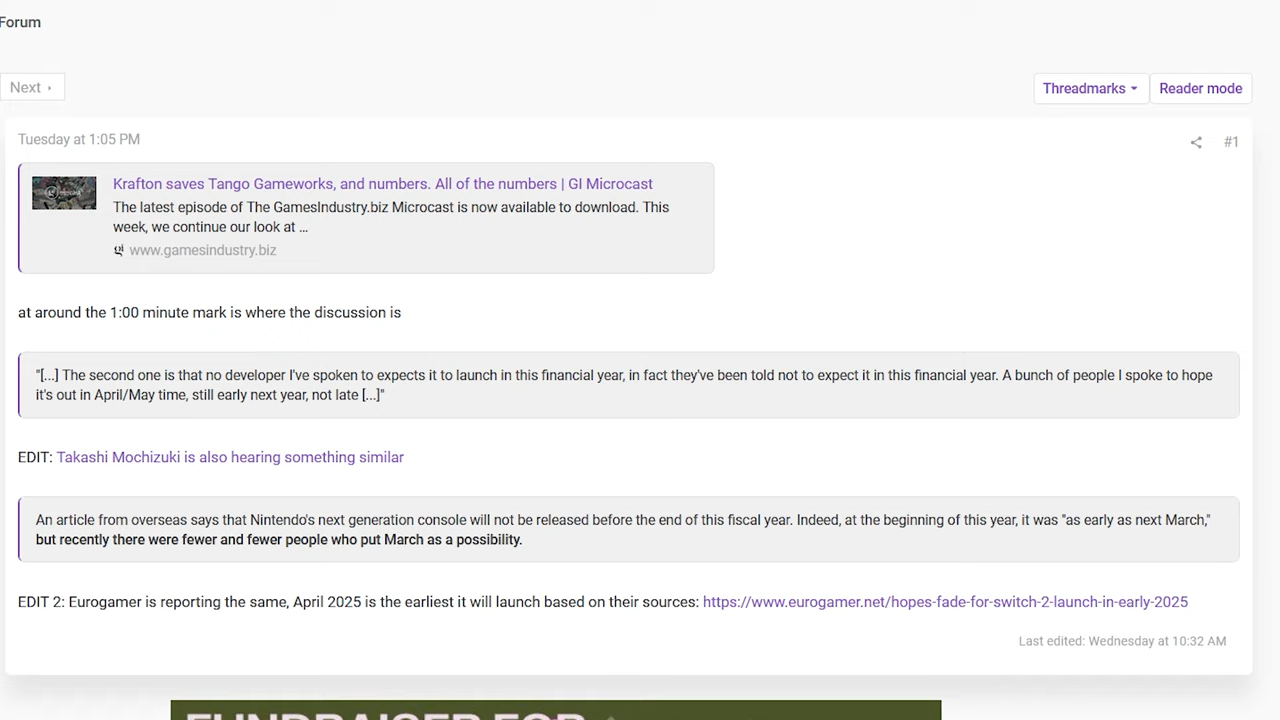 Forum
Next ›
Threadmarks
Reader mode
Tuesday at 1:05 PM
#1
Krafton saves Tango Gameworks, and numbers. All of the numbers | GI Microcast
The latest episode of The GamesIndustry.biz Microcast is now available to download. This
week, we continue our look at ...
www.gamesindustry.biz
at around the 1:00 minute mark is where the discussion is
"[...] The second one is that no developer I've spoken to expects it to launch in this financial year, in fact they've been told not to expect it in this financial year. A bunch of people I spoke to hope
it's out in April/May time, still early next year, not late [...]"
EDIT: Takashi Mochizuki is also hearing something similar
An article from overseas says that Nintendo's next generation console will not be released before the end of this fiscal year. Indeed, at the beginning of this year, it was "as early as next March,"
but recently there were fewer and fewer people who put March as a possibility.
EDIT 2: Eurogamer is reporting the same, April 2025 is the earliest it will launch based on their sources: https://www.eurogamer.net/hopes-fade-for-switch-2-launch-in-early-2025
Last edited: Wednesday at 10:32 AM
FUNDRAISER FOR